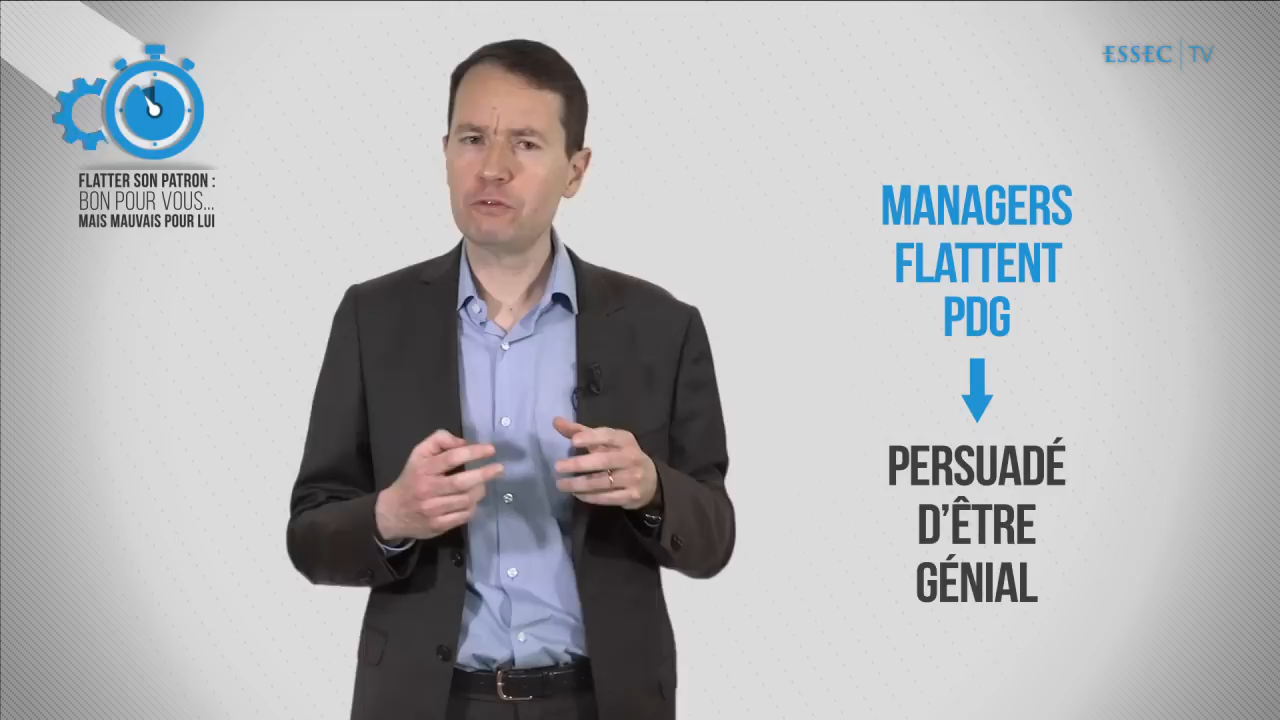 ESSEC | TV
FLATTER SON PATRON :
BON POUR VOUS...
MAIS MAUVAIS POUR LUI
MANAGERS
FLATTENT
PDG
PERSUADÉ
D'ÊTRE
GÉNIAL